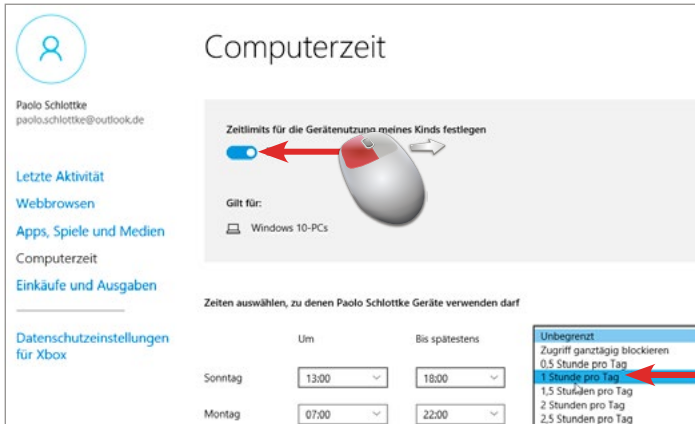 Computerzeit
Paolo Schlottke
paolo.schlottke@outlook.de
Letzte Aktivität
Webbrowsen
Apps, Spiele und Medien
Computerzeit
Einkäufe und Ausgaben
Datenschutzeinstellungen
für Xbox
Zeitlimits für die Gerätenutzung meines Kinds festlegen
Gilt für:
Windows 10-PCs
Zeiten auswählen, zu denen Paolo Schlottke Geräte verwenden darf
Um Bis spätestens
Sonntag 13:00 18:00
Montag 07:00 22:00
Unbegrenzt
Zugriff ganztägig blockieren
0,5 Stunde pro Tag
1 Stunde pro Tag
1,5 Stunden pro Tag
2 Stunden pro Tag
2,5 Stunden pro Tag